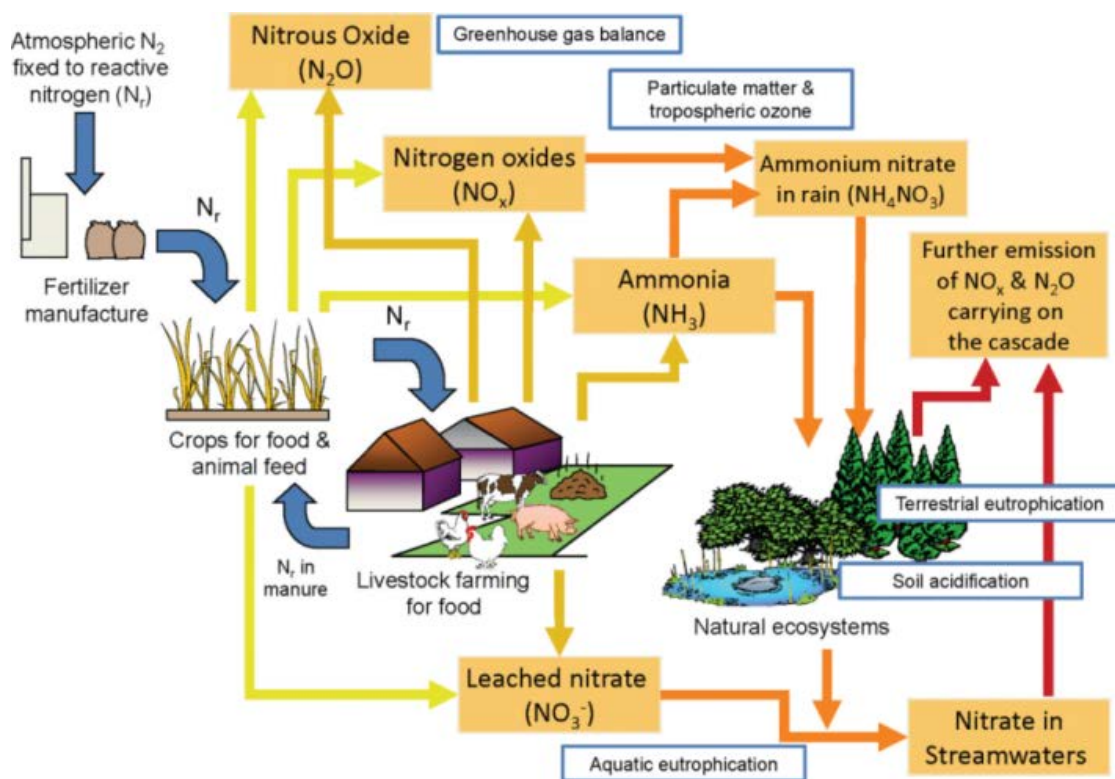 Atmospheric N₂
fixed to reactive
nitrogen (Nᵣ)
Nitrous Oxide
(N₂O)
Greenhouse gas balance
Particulate matter &
tropospheric ozone
Nitrogen oxides
(NOₓ)
Ammonium nitrate
in rain (NH₄NO₃)
Nᵣ
Fertilizer
manufacture
Ammonia
(NH₃)
Further emission
of NOₓ & N₂O
carrying on
the cascade
Nᵣ
Crops for food &
animal feed
Nᵣ in
manure
Livestock farming
for food
Terrestrial eutrophication
Soil acidification
Natural ecosystems
Leached nitrate
(NO₃⁻)
Nitrate in
Streamwaters
Aquatic eutrophication